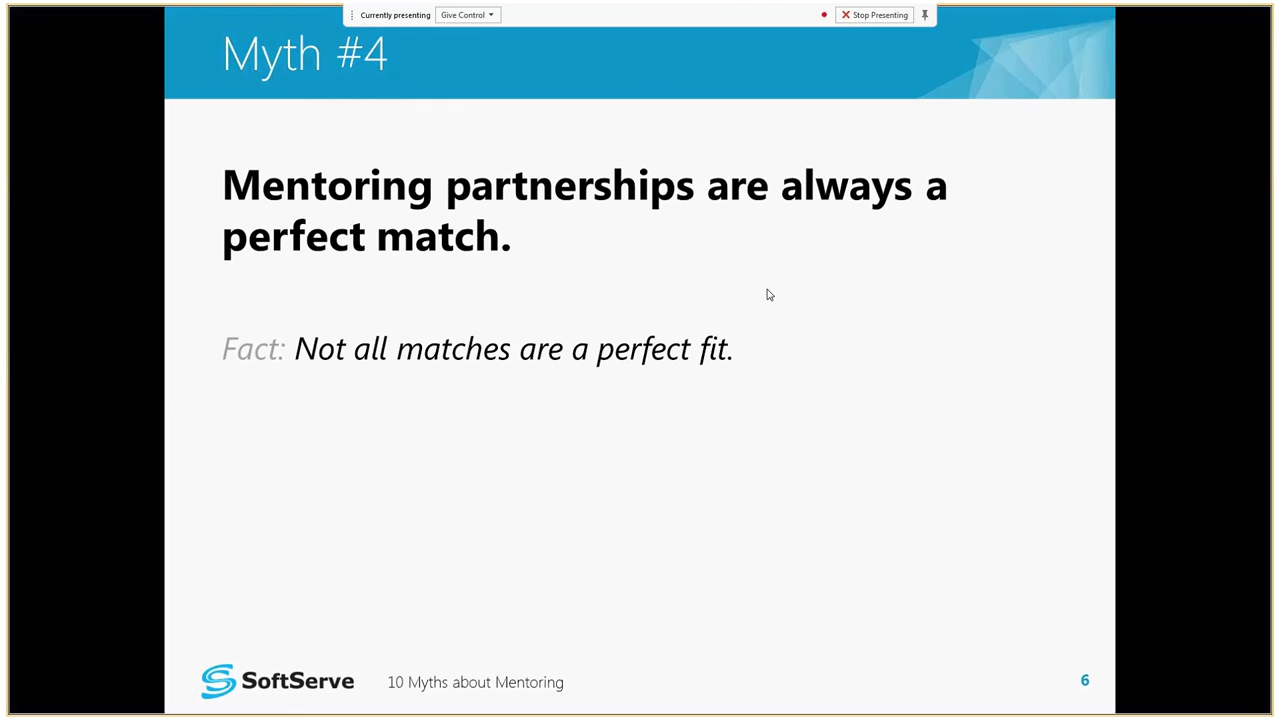 Currently presenting Give Control Stop Presenting
Myth #4
Mentoring partnerships are always a
perfect match.
Fact: Not all matches are a perfect fit.
SoftServe 10 Myths about Mentoring 6